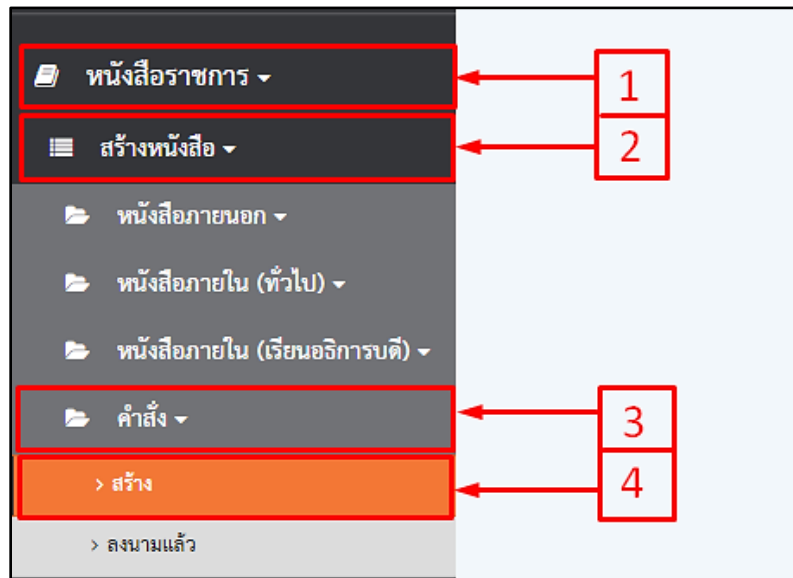 หนังสือราชการ 1
สร้างหนังสือ 2
หนังสือภายนอก
หนังสือภายใน (ทั่วไป)
หนังสือภายใน (เรียนอธิการบดี)
คำสั่ง 3
> สร้าง 4
> ลงนามแล้ว